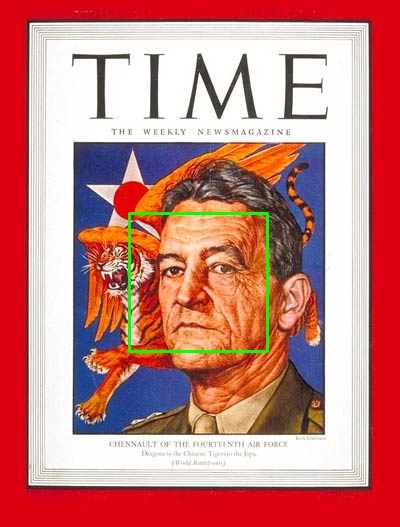 TIME
THE WEEKLY NEWSMAGAZINE
CHENNAULT OF THE FOURTEENTH AIR FORCE
Dragons to the Chinese, Tigers to the Japs.
(World Battlefronts)